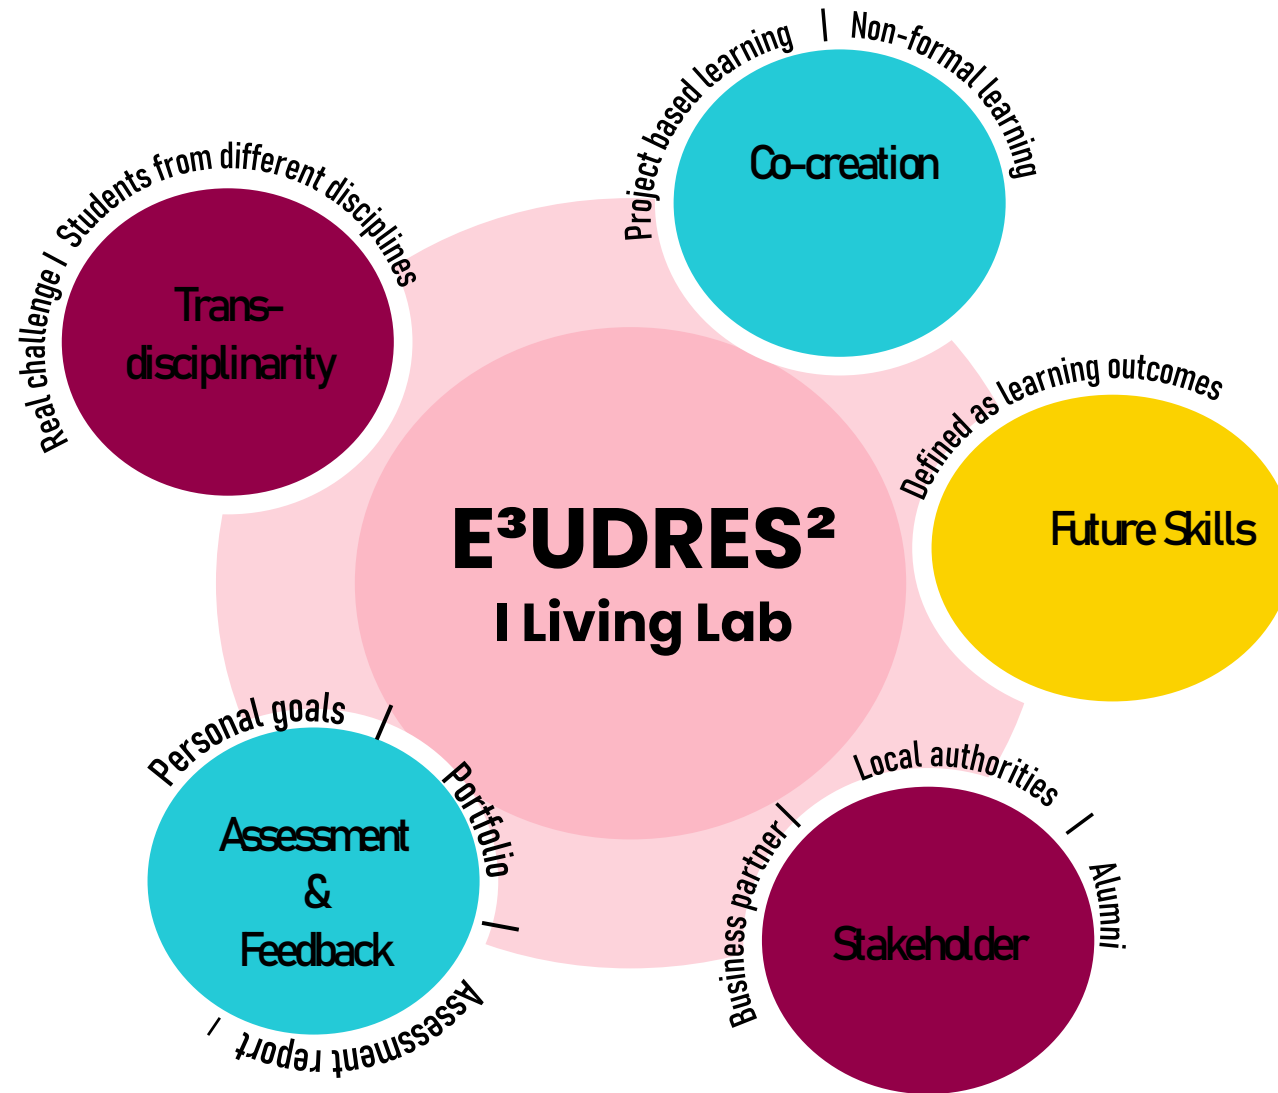 Project based learning | Non-formal learning
Co-creation
Real challenge | Students from different disciplines
Trans-
disciplinarity
Defined as learning outcomes
Future Skills
E³UDRES²
I Living Lab
Personal goals | Portfolio | Assessment report |
Assessment
&
Feedback
Business partner | Local authorities | Alumni
Stakeholder